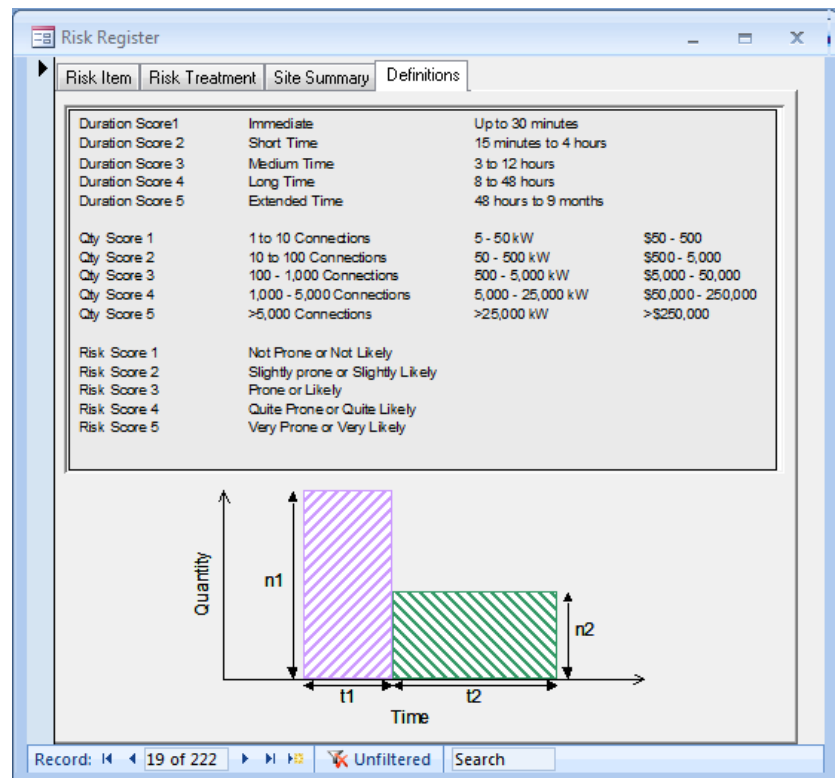 Risk Register
Risk Item Risk Treatment Site Summary Definitions
Duration Score1 Immediate Up to 30 minutes
Duration Score 2 Short Time 15 minutes to 4 hours
Duration Score 3 Medium Time 3 to 12 hours
Duration Score 4 Long Time 8 to 48 hours
Duration Score 5 Extended Time 48 hours to 9 months
Qty Score 1 1 to 10 Connections 5 - 50 kW $50 - 500
Qty Score 2 10 to 100 Connections 50 - 500 kW $500 - 5,000
Qty Score 3 100 - 1,000 Connections 500 - 5,000 kW $5,000 - 50,000
Qty Score 4 1,000 - 5,000 Connections 5,000 - 25,000 kW $50,000 - 250,000
Qty Score 5 >5,000 Connections >25,000 kW >$250,000
Risk Score 1 Not Prone or Not Likely
Risk Score 2 Slightly prone or Slightly Likely
Risk Score 3 Prone or Likely
Risk Score 4 Quite Prone or Quite Likely
Risk Score 5 Very Prone or Very Likely
Quantity
n1
n2
t1 t2
Time
Record: 19 of 222 Unfiltered Search